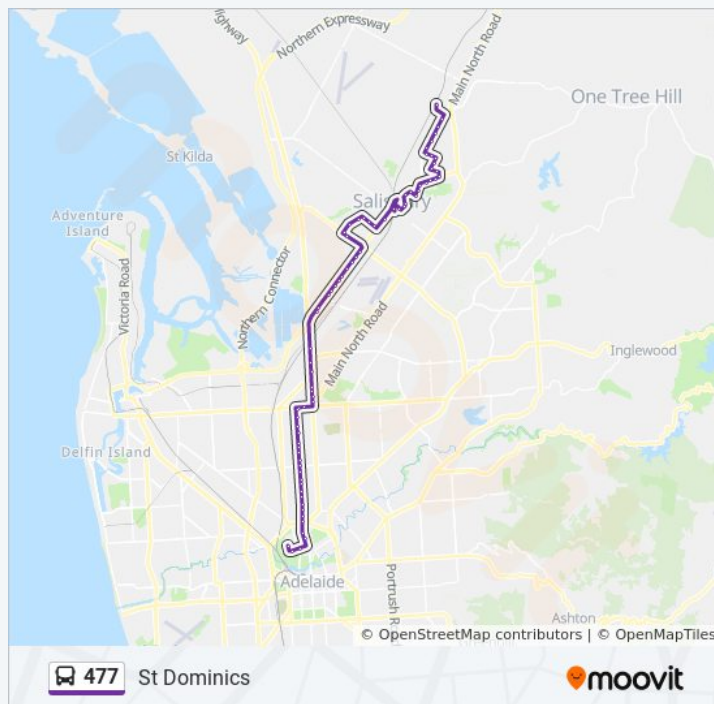 Northern Expressway
Highway
Main North Road
One Tree Hill
St Kilda
Salisbury
Adventure
Island
Victoria Road
Northern Connector
Main North Road
Inglewood
Delfin Island
Adelaide
Portrush
Ashton
© OpenStreetMap contributors | © OpenMapTiles
477 St Dominics
moovit